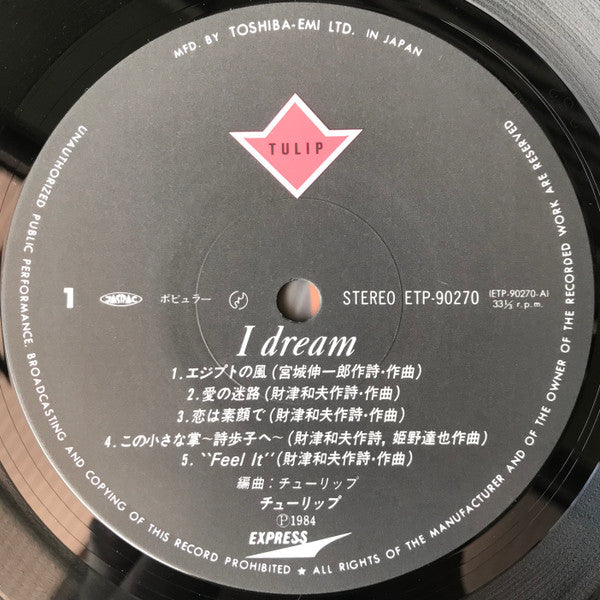 MFD. BY TOSHIBA-EMI LTD. IN JAPAN
TULIP
1
JASRAC
ポピュラー
STEREO ETP-90270
(ETP-90270-A)
33⅓ r.p.m.
I dream
1. エジプトの風 (宮城伸一郎作詩・作曲)
2. 愛の迷路 (財津和夫作詩・作曲)
3. 恋は素顔で (財津和夫作詩・作曲)
4. この小さな掌〜詩歩子へ〜 (財津和夫作詩, 姫野達也作曲)
5. “Feel It” (財津和夫作詩・作曲)
編曲：チューリップ
チューリップ
Ⓟ1984
EXPRESS
UNAUTHORIZED PUBLIC PERFORMANCE. BROADCASTING AND COPYING OF THIS RECORD PROHIBITED ★ ALL RIGHTS OF THE MANUFACTURER AND OF THE OWNER OF THE RECORDED WORK ARE RESERVED